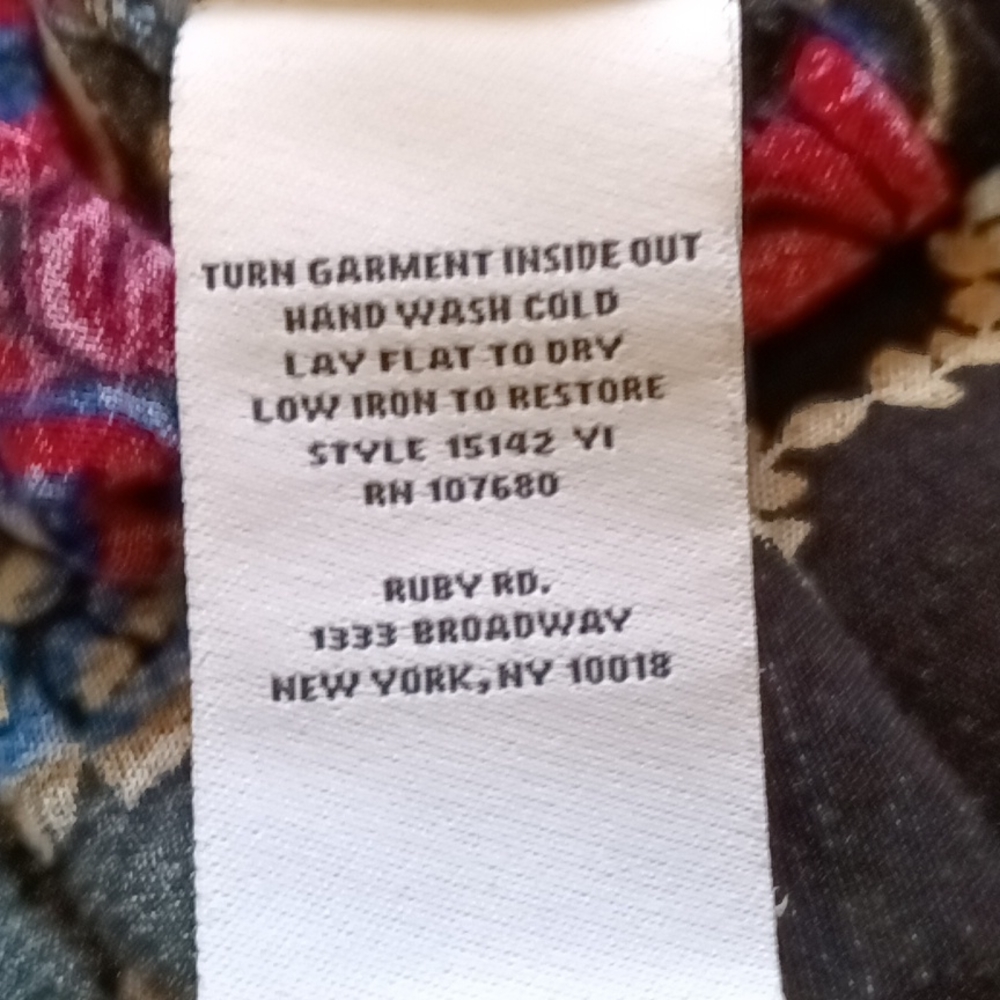 TURN GARMENT INSIDE OUT
HAND WASH COLD
LAY FLAT TO DRY
LOW IRON TO RESTORE
STYLE 15142 YI
RN 107680
RUBY RD.
1333 BROADWAY
NEW YORK, NY 10018